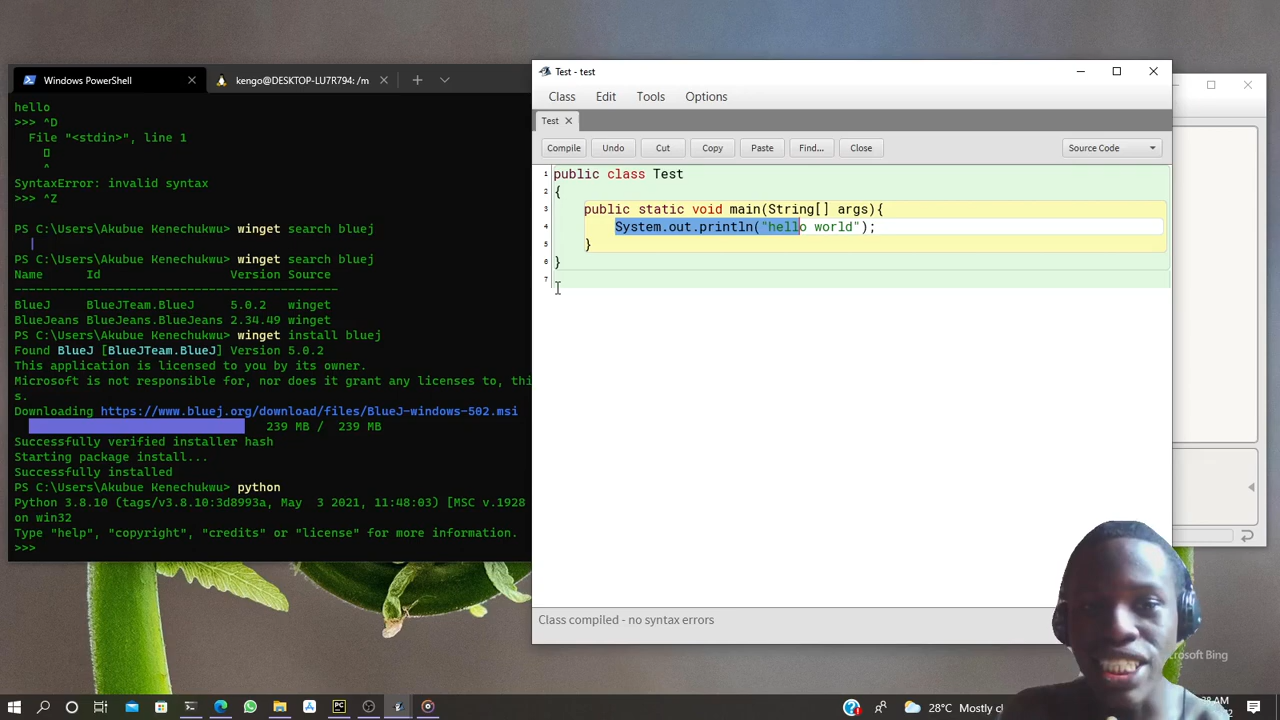 Windows PowerShell
kengo@DESKTOP-LU7R794: /m
hello
>>> ^D
File "<stdin>", line 1
^
SyntaxError: invalid syntax
>>> ^Z
PS C:\Users\Akubue Kenechukwu> winget search bluej
PS C:\Users\Akubue Kenechukwu> winget search bluej
Name Id Version Source
---------------------------------------------
BlueJ BlueJTeam.BlueJ 5.0.2 winget
BlueJeans BlueJeans.BlueJeans 2.34.49 winget
PS C:\Users\Akubue Kenechukwu> winget install bluej
Found BlueJ [BlueJTeam.BlueJ] Version 5.0.2
This application is licensed to you by its owner.
Microsoft is not responsible for, nor does it grant any licenses to, thi
s.
Downloading https://www.bluej.org/download/files/BlueJ-windows-502.msi
239 MB / 239 MB
Successfully verified installer hash
Starting package install...
Successfully installed
PS C:\Users\Akubue Kenechukwu> python
Python 3.8.10 (tags/v3.8.10:3d8993a, May 3 2021, 11:48:03) [MSC v.1928
on win32
Type "help", "copyright", "credits" or "license" for more information.
>>>
Test - test
Class Edit Tools Options
Test
Compile Undo Cut Copy Paste Find... Close Source Code
1 public class Test
2 {
3 public static void main(String[] args){
4 System.out.println("hello world");
5 }
6 }
7
Class compiled - no syntax errors
Bing
28°C Mostly
AM